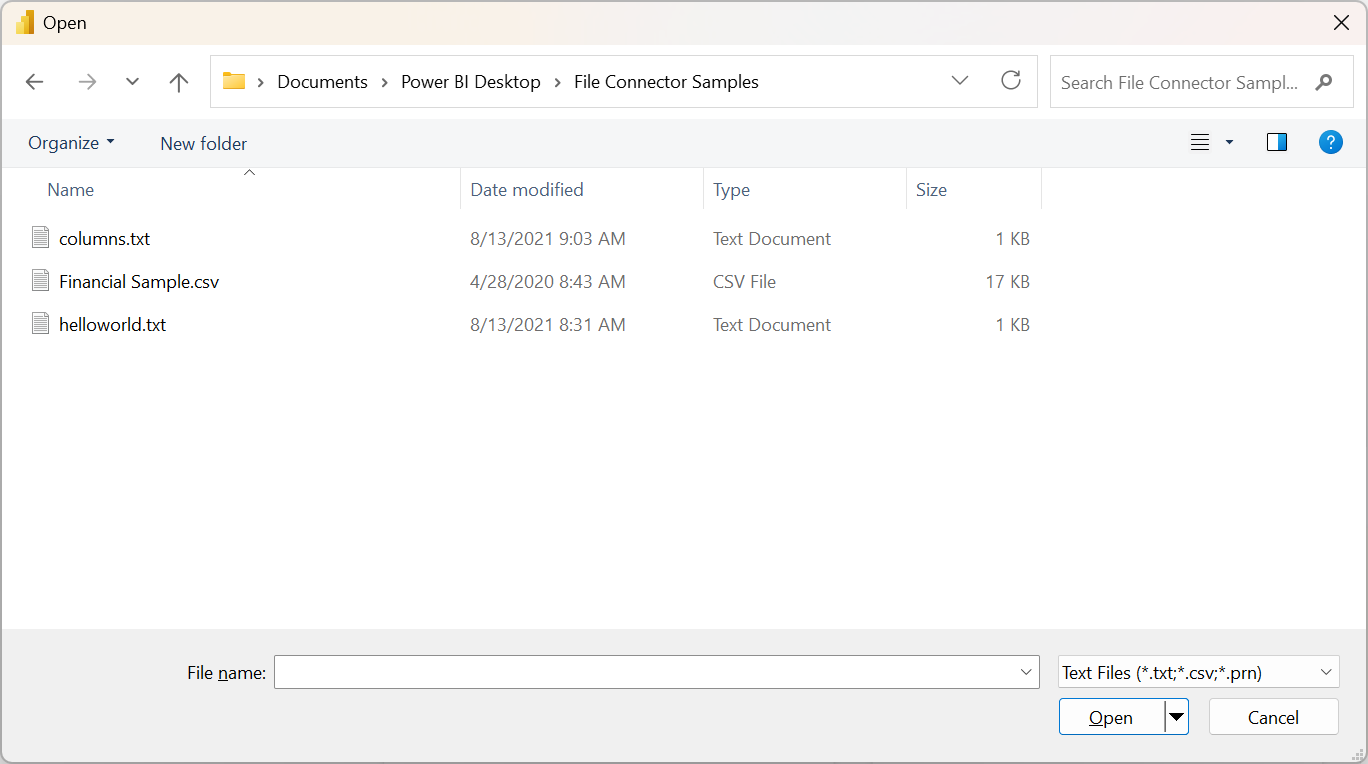 Open
Documents > Power BI Desktop > File Connector Samples
Search File Connector Sampl...
Organize New folder ?
Name Date modified Type Size
columns.txt 8/13/2021 9:03 AM Text Document 1 KB
Financial Sample.csv 4/28/2020 8:43 AM CSV File 17 KB
helloworld.txt 8/13/2021 8:31 AM Text Document 1 KB
File name: Text Files (*.txt;*.csv;*.prn)
Open Cancel